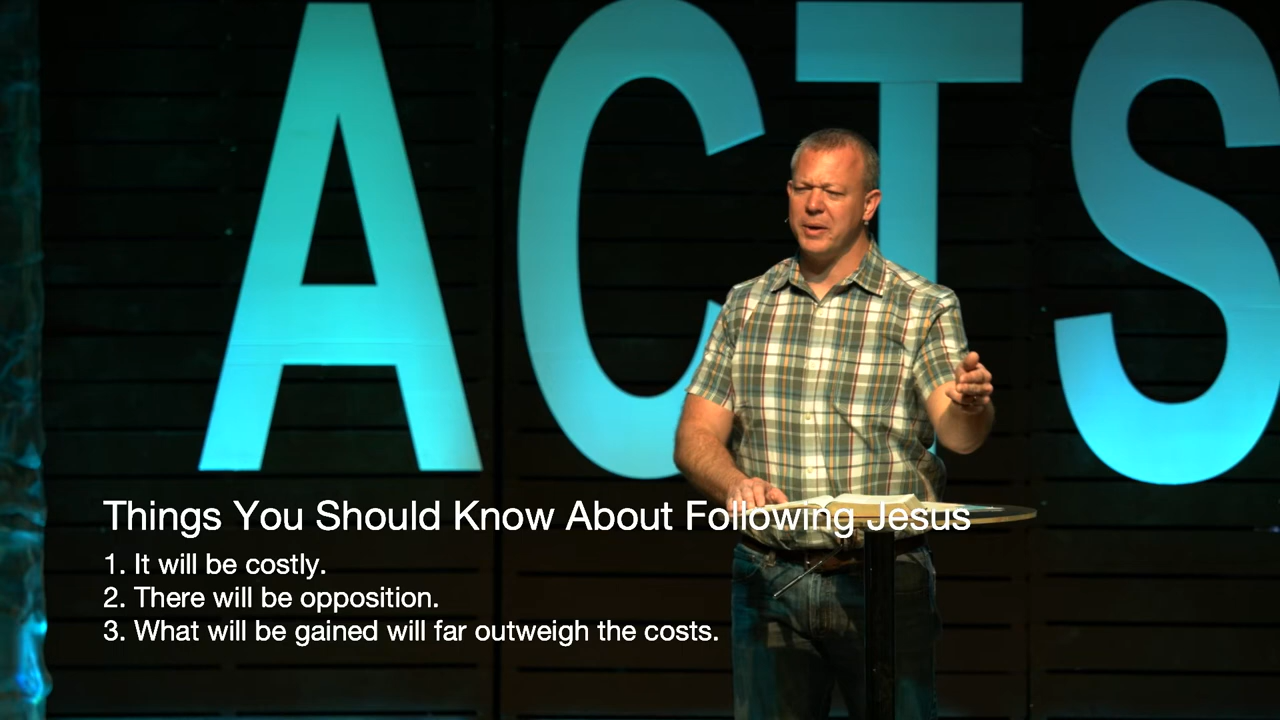 ACTS
Things You Should Know About Following Jesus
1. It will be costly.
2. There will be opposition.
3. What will be gained will far outweigh the costs.